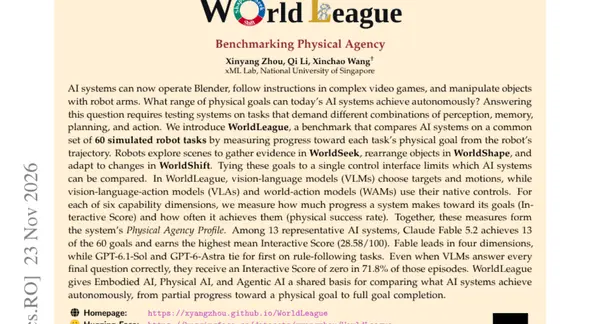 World League
Benchmarking Physical Agency
Xinyang Zhou, Qi Li, Xinchao Wang†
xML Lab, National University of Singapore
AI systems can now operate Blender, follow instructions in complex video games, and manipulate objects
with robot arms. What range of physical goals can today's AI systems achieve autonomously? Answering
this question requires testing systems on tasks that demand different combinations of perception, memory,
planning, and action. We introduce WorldLeague, a benchmark that compares AI systems on a common
set of 60 simulated robot tasks by measuring progress toward each task's physical goal from the robot's
trajectory. Robots explore scenes to gather evidence in WorldSeek, rearrange objects in WorldShape, and
adapt to changes in WorldShift. Tying these goals to a single control interface limits which AI systems
can be compared. In WorldLeague, vision-language models (VLMs) choose targets and motions, while
vision-language-action models (VLAs) and world-action models (WAMs) use their native controls. For
each of six capability dimensions, we measure how much progress a system makes toward its goals (In-
teractive Score) and how often it achieves them (physical success rate). Together, these measures form
the system's Physical Agency Profile. Among 13 representative AI systems, Claude Fable 5.2 achieves 13
of the 60 goals and earns the highest mean Interactive Score (28.58/100). Fable leads in four dimensions,
while GPT-6.1-Sol and GPT-6-Astra tie for first on rule-following tasks. Even when VLMs answer every
final question correctly, they receive an Interactive Score of zero in 71.8% of those episodes. WorldLeague
gives Embodied AI, Physical AI, and Agentic AI a shared basis for comparing what AI systems achieve
autonomously, from partial progress toward a physical goal to full goal completion.
Homepage: https://xyangzhou.github.io/WorldLeague
s.RO] 23 Nov 2026